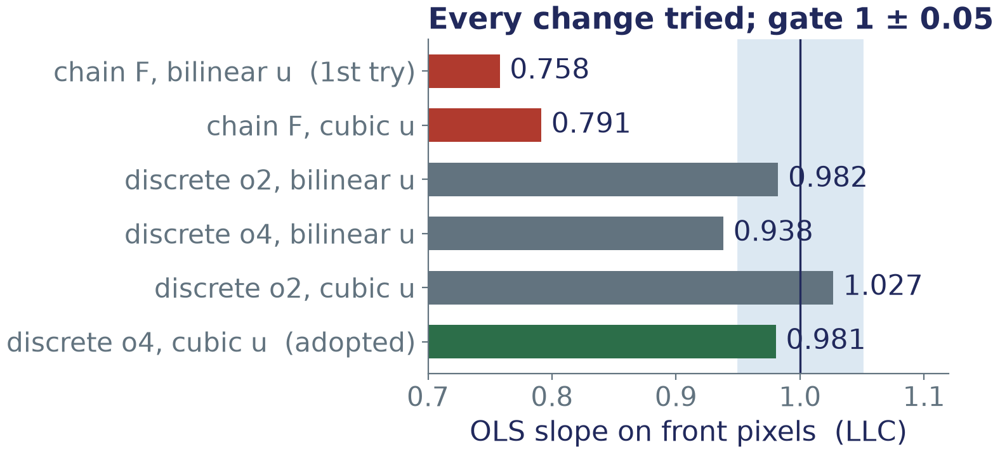 Every change tried; gate 1 ± 0.05
chain F, bilinear u  (1st try)
0.758
chain F, cubic u
0.791
discrete o2, bilinear u
0.982
discrete o4, bilinear u
0.938
discrete o2, cubic u
1.027
discrete o4, cubic u  (adopted)
0.981
0.7 0.8 0.9 1.0 1.1
OLS slope on front pixels  (LLC)